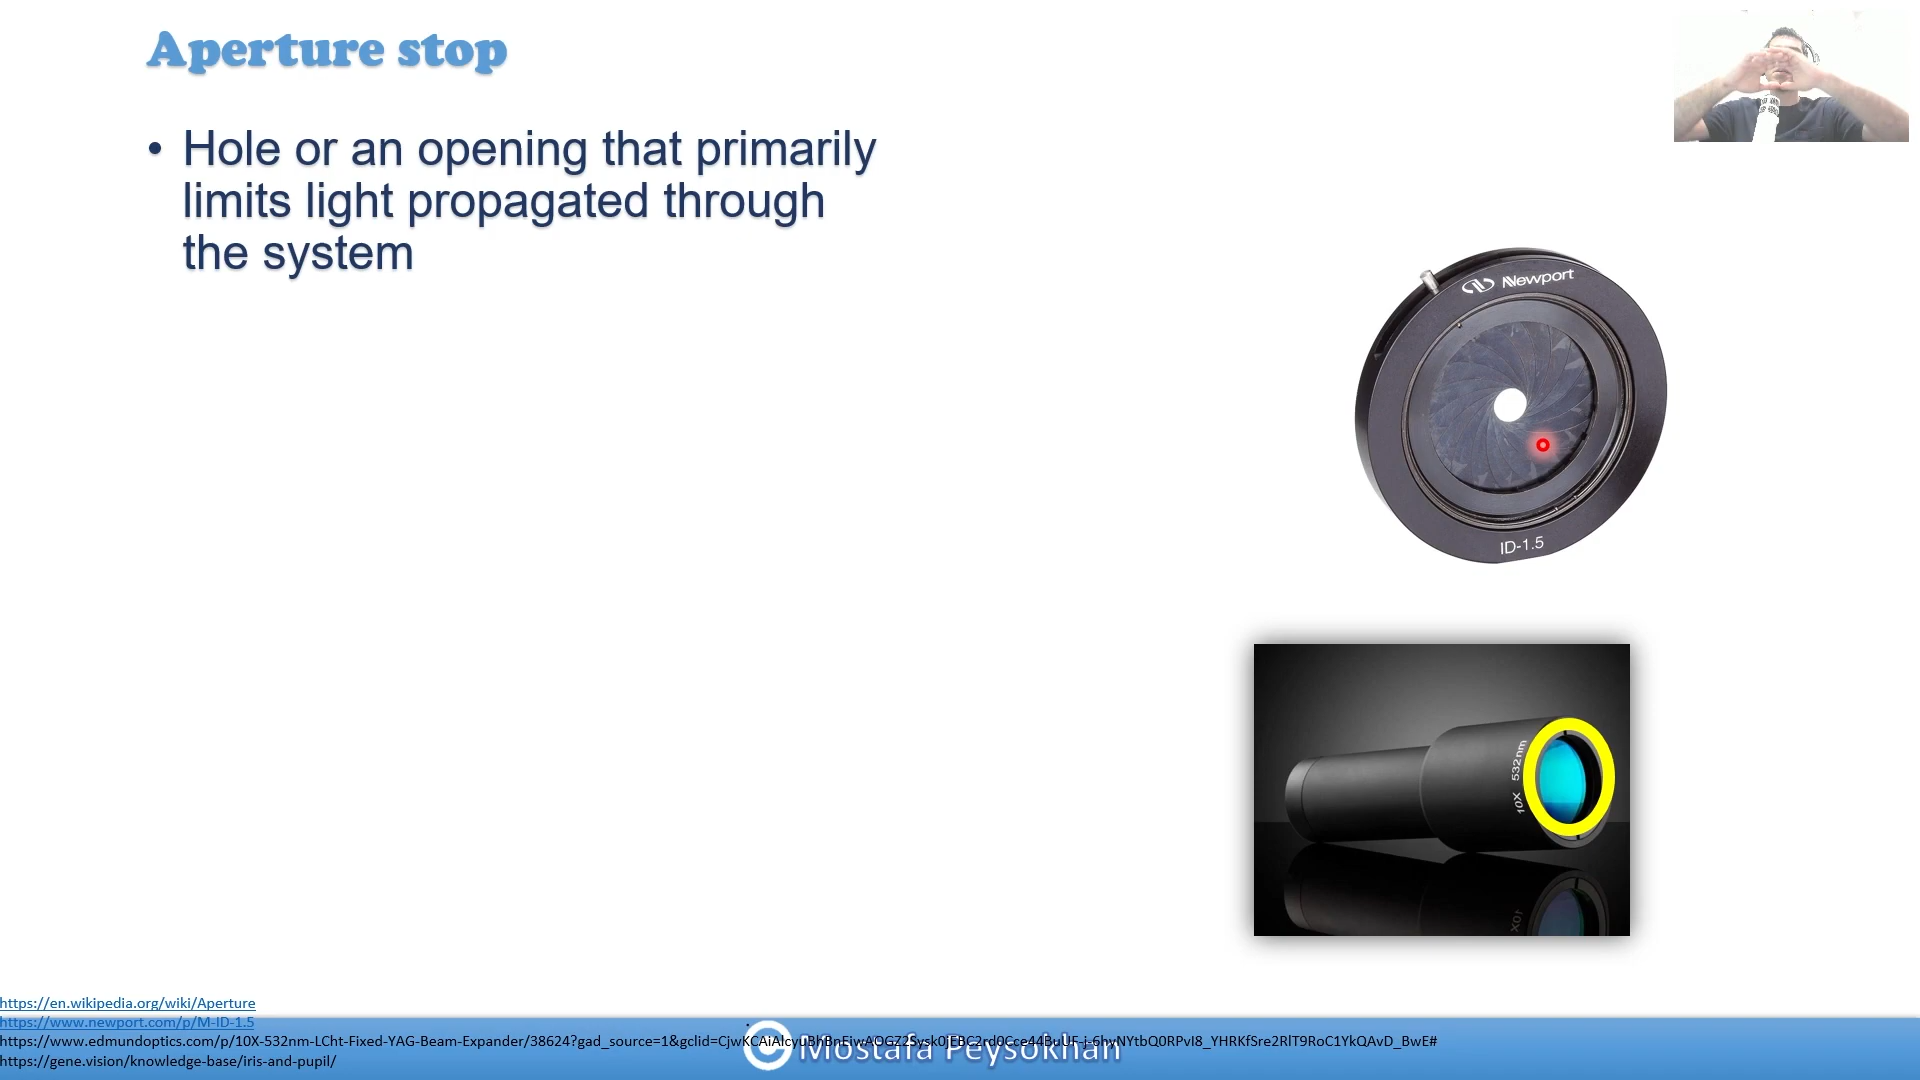 Aperture stop
• Hole or an opening that primarily
limits light propagated through
the system
Newport
ID-1.5
532nm
10X
10X
https://en.wikipedia.org/wiki/Aperture
https://www.newport.com/p/M-ID-1.5
https://www.edmundoptics.com/p/10X-532nm-LCht-Fixed-YAG-Beam-Expander/38624?gad_source=1&gclid=
https://gene.vision/knowledge-base/iris-and-pupil/
© Mostafa Peysokhan